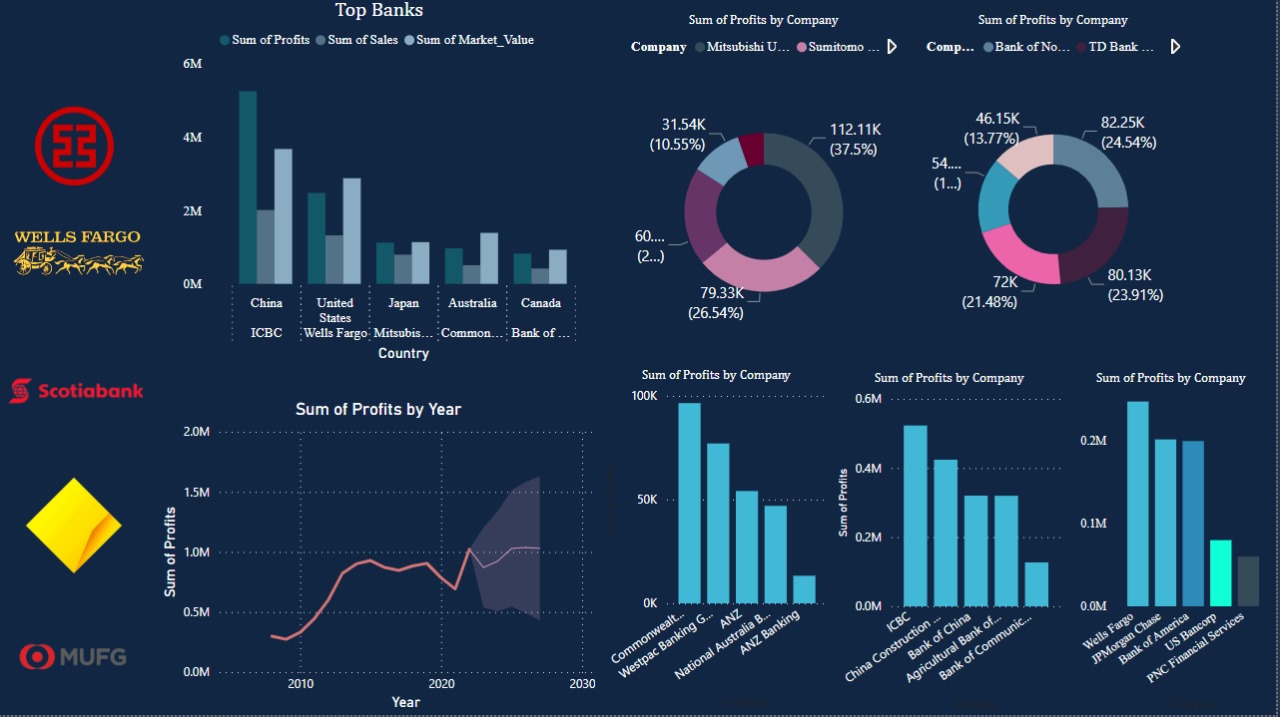 Top Banks
Sum of Profits Sum of Sales Sum of Market_Value
6M
4M
2M
0M
China
United
States
Japan
Australia
Canada
ICBC
Wells Fargo
Mitsubis...
Common...
Bank of ...
Country
Sum of Profits by Company
Company Mitsubishi U... Sumitomo ...
31.54K
(10.55%)
112.11K
(37.5%)
60....
(2...)
79.33K
(26.54%)
Sum of Profits by Company
Comp... Bank of No... TD Bank ...
46.15K
(13.77%)
82.25K
(24.54%)
54....
(1...)
72K
(21.48%)
80.13K
(23.91%)
WELLS FARGO
Scotiabank
MUFG
Sum of Profits by Year
Sum of Profits
2.0M
1.5M
1.0M
0.5M
0.0M
2010
2020
2030
Year
Sum of Profits by Company
100K
50K
0K
Commonwealt...
Westpac Banking G...
ANZ
National Australia B...
ANZ Banking
Sum of Profits by Company
Sum of Profits
0.6M
0.4M
0.2M
0.0M
ICBC
China Construction ...
Bank of China
Agricultural Bank of...
Bank of Communic...
Sum of Profits by Company
0.2M
0.1M
0.0M
Wells Fargo
JPMorgan Chase
Bank of America
US Bancorp
PNC Financial Services